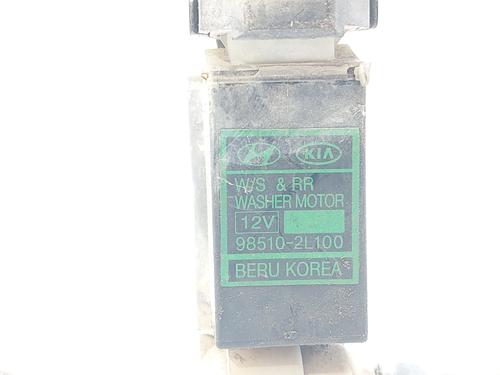 KIA
W/S & RR
WASHER MOTOR
12V
98510-2L100
BERU KOREA